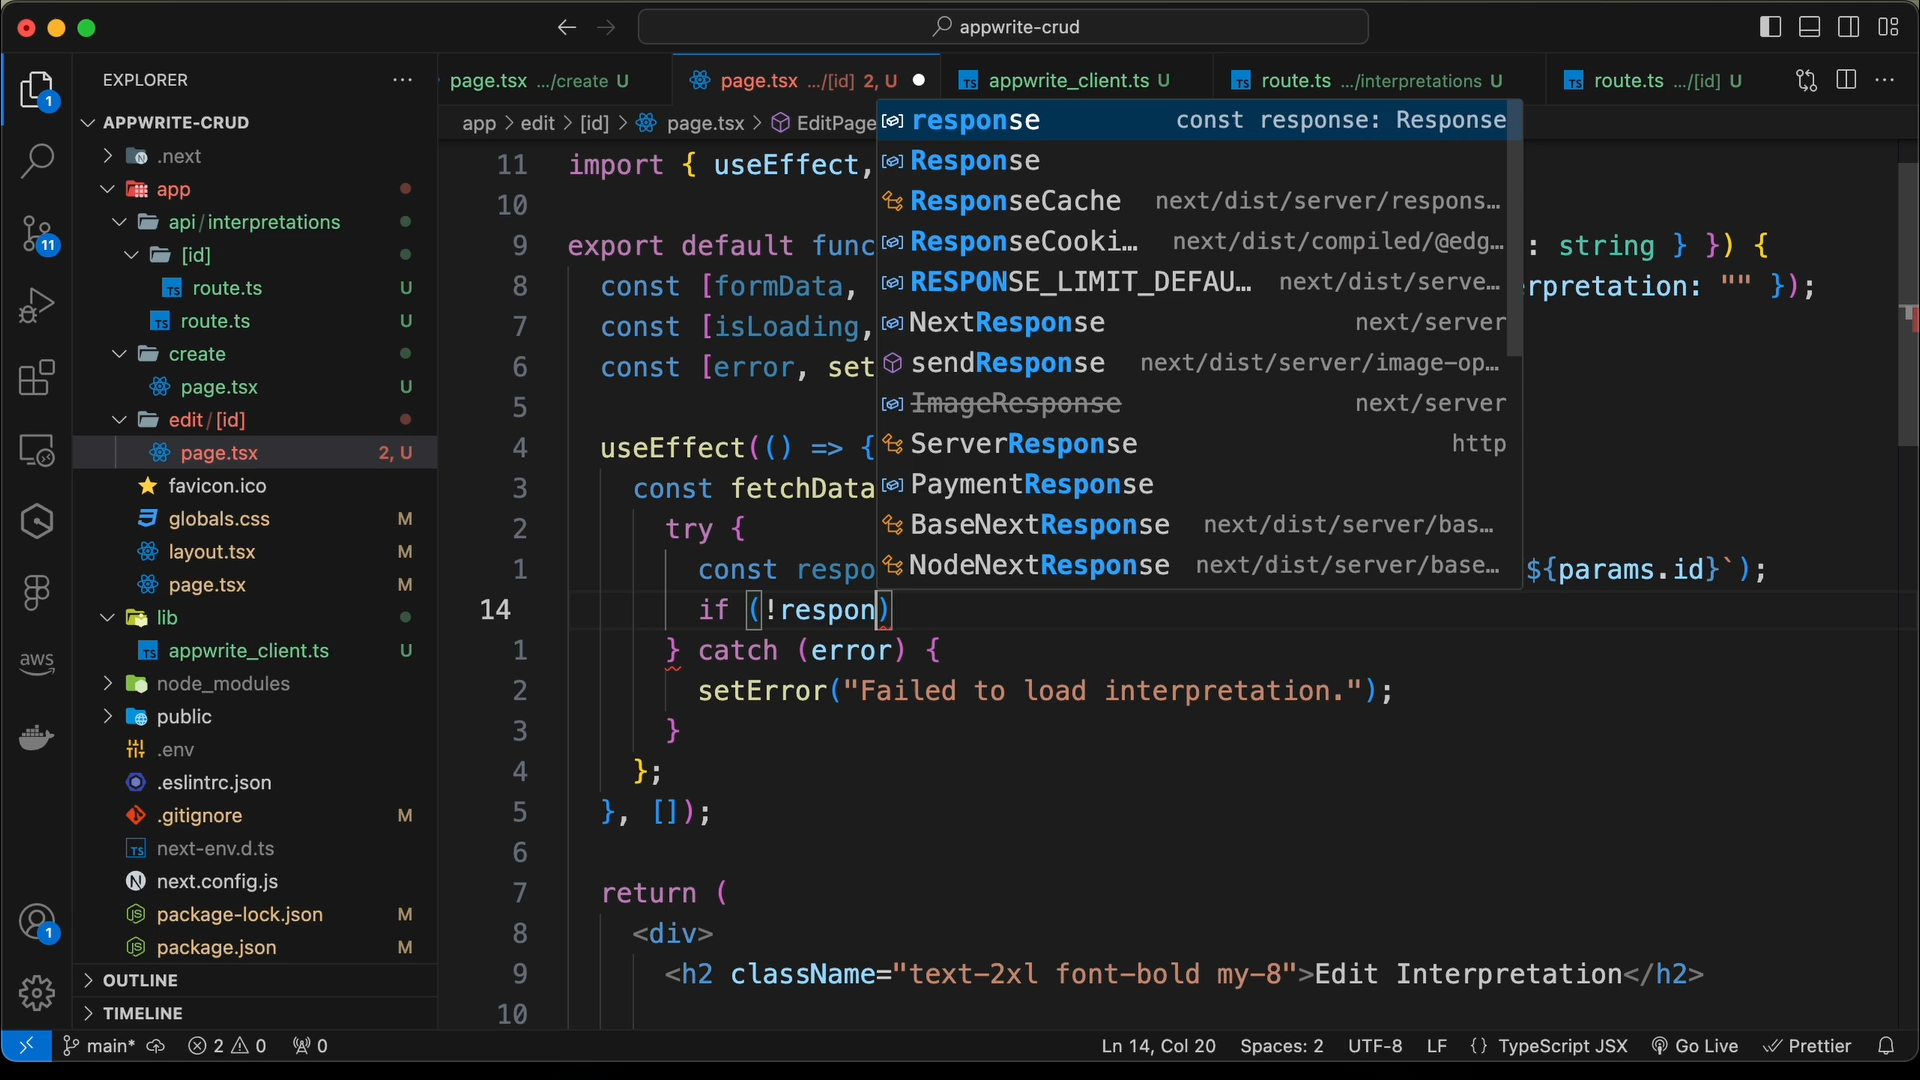 appwrite-crud
EXPLORER
APPWRITE-CRUD
.next
app
api/interpretations
[id]
route.ts U
route.ts U
create
page.tsx U
edit/[id]
page.tsx 2, U
favicon.ico
globals.css M
layout.tsx M
page.tsx M
lib
appwrite_client.ts U
node_modules
public
.env
.eslintrc.json
.gitignore M
next-env.d.ts
next.config.js
package-lock.json M
package.json M
OUTLINE
TIMELINE
1
11
aws
1
page.tsx .../create U
page.tsx .../[id] 2, U
appwrite_client.ts U
route.ts .../interpretations U
route.ts .../[id] U
app > edit > [id] > page.tsx > EditPage
11 import { useEffect,
10
9 export default func : string } }) {
8 const [formData, rpretation: "" });
7 const [isLoading,
6 const [error, set
5
4 useEffect(() => {
3 const fetchData
2 try {
1 const respo ${params.id}`);
14 if (!respon)
1 } catch (error) {
2 setError("Failed to load interpretation.");
3 }
4 };
5 }, []);
6
7 return (
8 <div>
9 <h2 className="text-2xl font-bold my-8">Edit Interpretation</h2>
10
response const response: Response
Response
ResponseCache next/dist/server/respons...
ResponseCooki... next/dist/compiled/@edg...
RESPONSE_LIMIT_DEFAU... next/dist/serve...
NextResponse next/server
sendResponse next/dist/server/image-op...
ImageResponse next/server
ServerResponse http
PaymentResponse
BaseNextResponse next/dist/server/bas...
NodeNextResponse next/dist/server/base...
main* 2 0 0
Ln 14, Col 20 Spaces: 2 UTF-8 LF {} TypeScript JSX Go Live Prettier